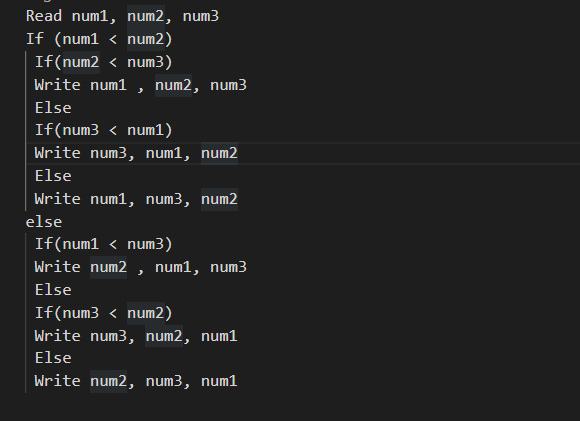 Read num1, num2, num3
If (num1 < num2)
If(num2 < num3)
Write num1 , num2, num3
Else
If(num3 < num1)
Write num3, num1, num2
Else
Write num1, num3, num2
else
If(num1 < num3)
Write num2 , num1, num3
Else
If(num3 < num2)
Write num3, num2, num1
Else
Write num2, num3, num1